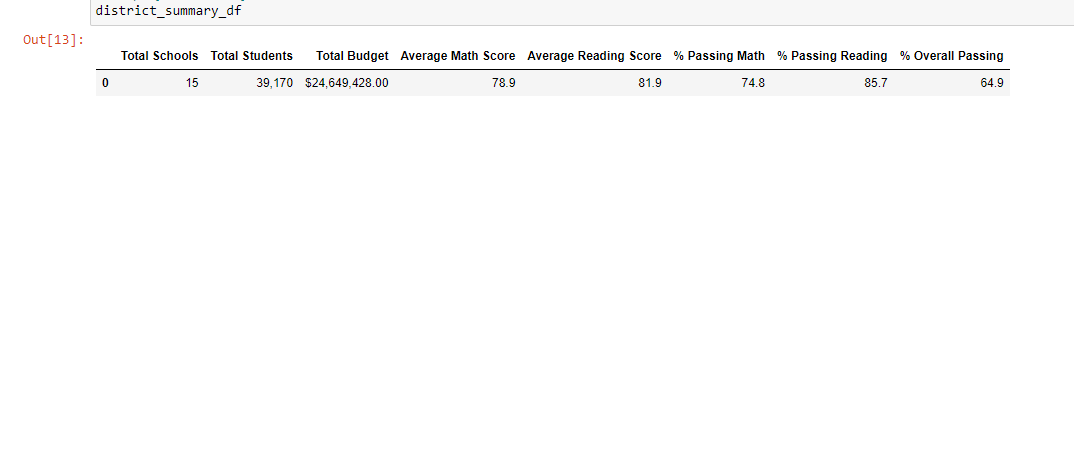 district_summary_df
Out[13]:
Total Schools Total Students Total Budget Average Math Score Average Reading Score % Passing Math % Passing Reading % Overall Passing
0 15 39,170 $24,649,428.00 78.9 81.9 74.8 85.7 64.9